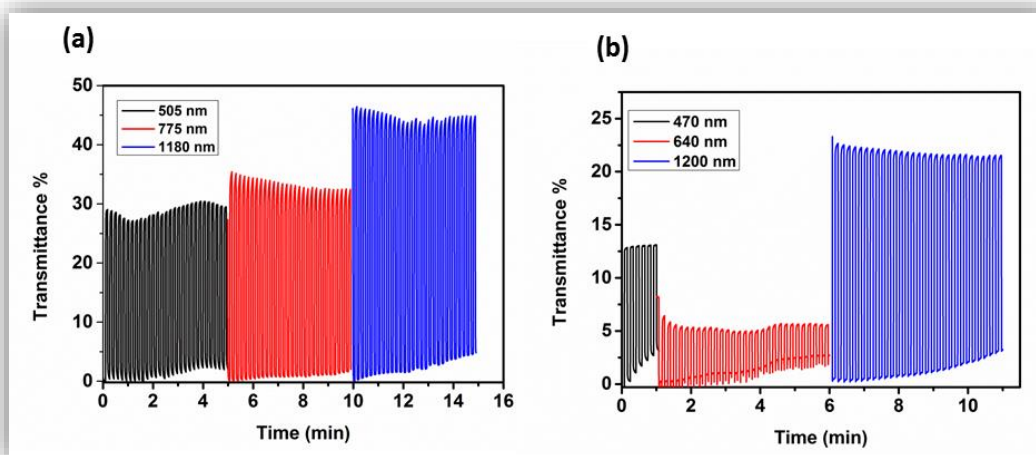 (a)
50
40
30
20
10
0
0 2 4 6 8 10 12 14 16
Transmittance %
Time (min)
505 nm
775 nm
1180 nm
(b)
25
20
15
10
5
0
0 2 4 6 8 10
Transmittance %
Time (min)
470 nm
640 nm
1200 nm